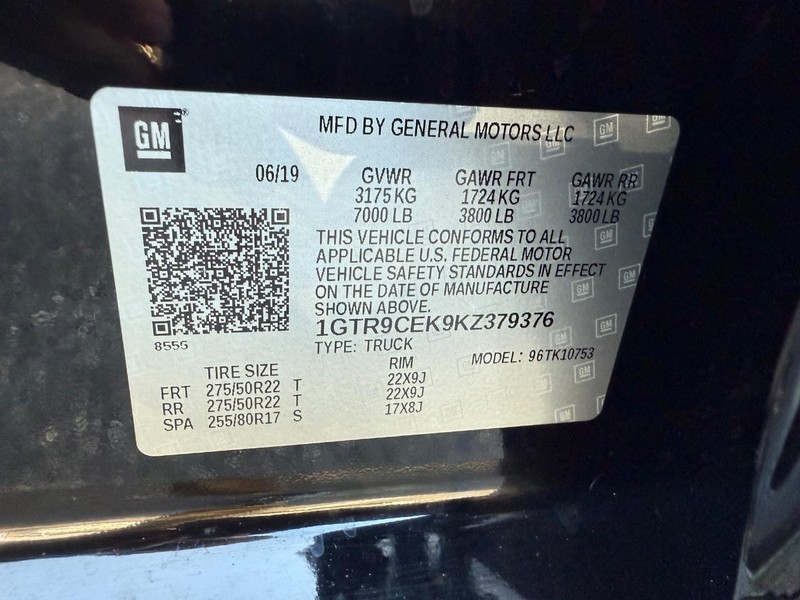 GM
MFD BY GENERAL MOTORS LLC
06/19 GVWR GAWR FRT GAWR RR
3175 KG 1724 KG 1724 KG
7000 LB 3800 LB 3800 LB
THIS VEHICLE CONFORMS TO ALL
APPLICABLE U.S. FEDERAL MOTOR
VEHICLE SAFETY STANDARDS IN EFFECT
ON THE DATE OF MANUFACTURE
SHOWN ABOVE.
1GTR9CEK9KZ379376
TYPE: TRUCK MODEL: 96TK10753
TIRE SIZE RIM
FRT 275/50R22 T 22X9J
RR 275/50R22 T 22X9J
SPA 255/80R17 S 17X8J